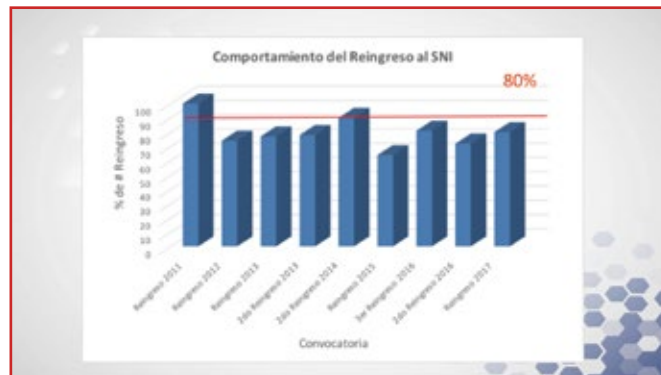 Comportamiento del Reingreso al SNI
80%
% de # Reingreso
100
90
80
70
60
50
40
30
20
10
0
Reingreso 2011
Reingreso 2012
Reingreso 2013
2do Reingreso 2013
2do Reingreso 2014
Reingreso 2015
1er Reingreso 2016
2do Reingreso 2016
Reingreso 2017
Convocatoria